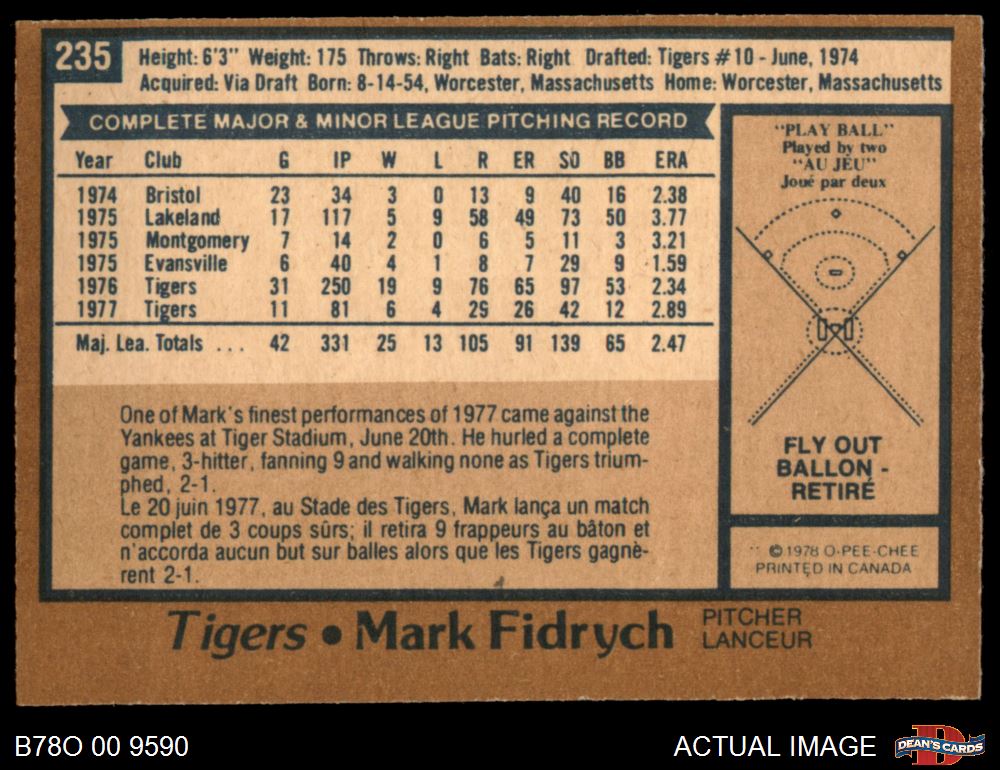 235
Height: 6'3" Weight: 175 Throws: Right Bats: Right Drafted: Tigers #10 - June, 1974
Acquired: Via Draft Born: 8-14-54, Worcester, Massachusetts Home: Worcester, Massachusetts
COMPLETE MAJOR & MINOR LEAGUE PITCHING RECORD
Year Club G IP W L R ER SO BB ERA
1974 Bristol 23 34 3 0 13 9 40 16 2.38
1975 Lakeland 17 117 5 9 58 49 73 50 3.77
1975 Montgomery 7 14 2 0 6 5 11 3 3.21
1975 Evansville 6 40 4 1 8 7 29 9 1.59
1976 Tigers 31 250 19 9 76 65 97 53 2.34
1977 Tigers 11 81 6 4 29 26 42 12 2.89
Maj. Lea. Totals ... 42 331 25 13 105 91 139 65 2.47
One of Mark's finest performances of 1977 came against the
Yankees at Tiger Stadium, June 20th. He hurled a complete
game, 3-hitter, fanning 9 and walking none as Tigers trium-
phed, 2-1.
Le 20 juin 1977, au Stade des Tigers, Mark lança un match
complet de 3 coups sûrs; il retira 9 frappeurs au bâton et
n'accorda aucun but sur balles alors que les Tigers gagnè-
rent 2-1.
"PLAY BALL"
Played by two
"AU JEU"
Joué par deux
FLY OUT
BALLON -
RETIRÉ
© 1978 O-PEE-CHEE
PRINTED IN CANADA
Tigers • Mark Fidrych
PITCHER
LANCEUR
B78O 00 9590
ACTUAL IMAGE
D
DEAN'S CARDS